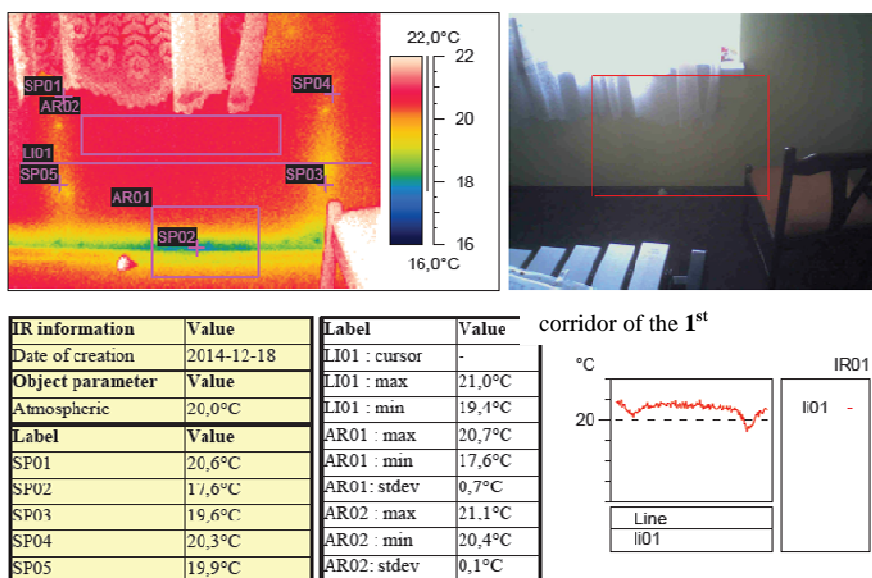 22,0°C
22
20
18
16
16,0°C
SP01
AR02
SP04
LI01
SP05
SP03
AR01
SP02
IR information Value
Date of creation 2014-12-18
Object parameter Value
Atmospheric 20,0°C
Label Value
SP01 20,6°C
SP02 17,6°C
SP03 19,6°C
SP04 20,3°C
SP05 19,9°C
Label Value
LI01 : cursor -
LI01 : max 21,0°C
LI01 : min 19,4°C
AR01 : max 20,7°C
AR01 : min 17,6°C
AR01: stdev 0,7°C
AR02 : max 21,1°C
AR02 : min 20,4°C
AR02: stdev 0,1°C
corridor of the 1st
°C IR01
20
li01 -
Line
li01